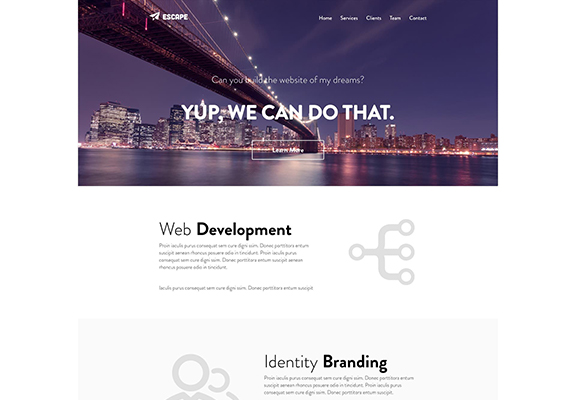 ESCAPE
Home Services Clients Team Contact
Can you build the website of my dreams?
YUP, WE CAN DO THAT.
Learn More
Web Development
Proin iaculis purus consequat sem cure digni ssim. Donec porttitora entum
suscipit aenean rhoncus posuere odio in tincidunt. Proin iaculis purus
consequat sem cure digni ssim. Donec porttitora entum suscipit aenean
rhoncus posuere odio in tincidunt.
Iaculis purus consequat sem cure digni ssim. Donec porttitora entum suscipit
Identity Branding
Proin iaculis purus consequat sem cure digni ssim. Donec porttitora entum
suscipit aenean rhoncus posuere odio in tincidunt. Proin iaculis purus
consequat sem cure digni ssim. Donec porttitora entum suscipit aenean